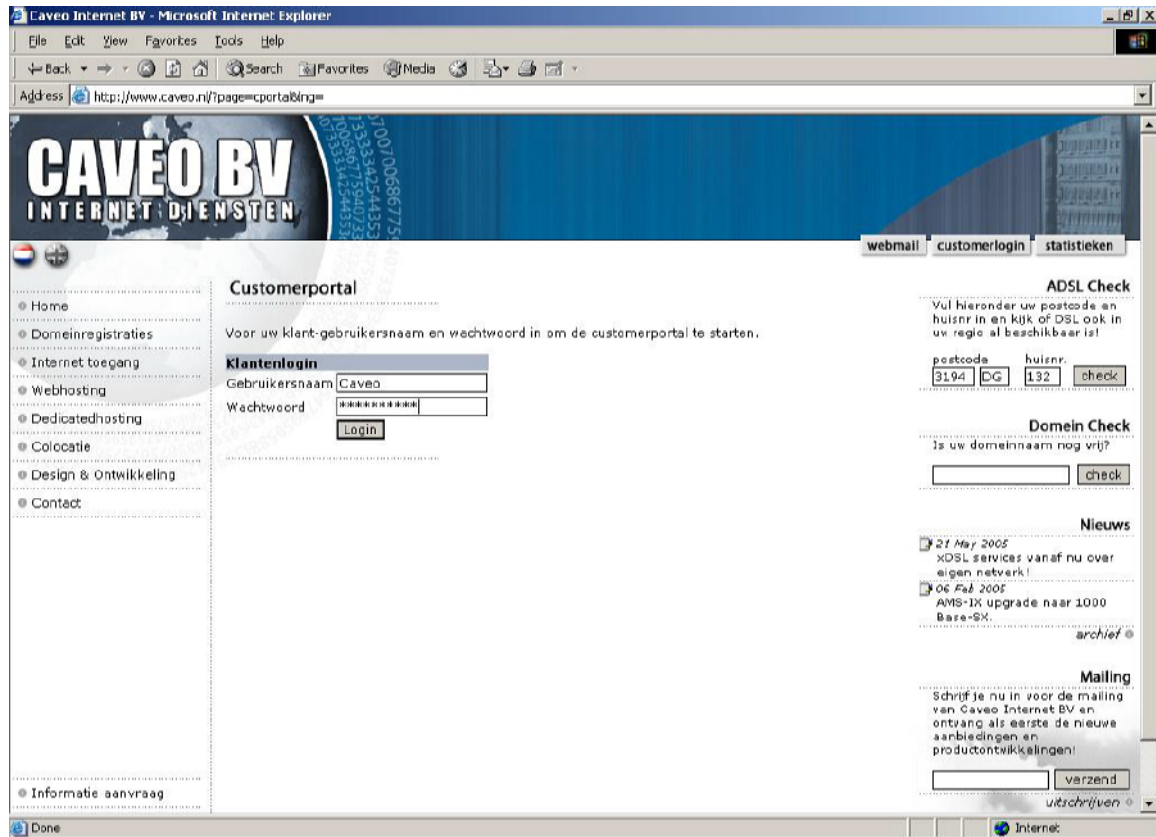 Caveo Internet BV - Microsoft Internet Explorer
File Edit View Favorites Tools Help
Back Search Favorites Media
Address http://www.caveo.nl/?page=cportal&lng=
CAVEO BV
INTERNET DIENSTEN
webmail customerlogin statistieken
Home
Domeinregistraties
Internet toegang
Webhosting
Dedicatedhosting
Colocatie
Design & Ontwikkeling
Contact
Informatie aanvraag
Customerportal
Voor uw klant-gebruikersnaam en wachtwoord in om de customerportal te starten.
Klantenlogin
Gebruikersnaam Caveo
Wachtwoord **********
Login
ADSL Check
Vul hieronder uw postcode en
huisnr in en kijk of DSL ook in
uw regio al beschikbaar is!
postcode huisnr.
3194 DG 132 check
Domein Check
Is uw domeinnaam nog vrij?
check
Nieuws
21 May 2005
xDSL services vanaf nu over
eigen netwerk!
06 Feb 2005
AMS-IX upgrade naar 1000
Base-SX.
archief
Mailing
Schrijf je nu in voor de mailing
van Caveo Internet BV en
ontvang als eerste de nieuwe
aanbiedingen en
productontwikkelingen!
verzend
uitschrijven
Done Internet